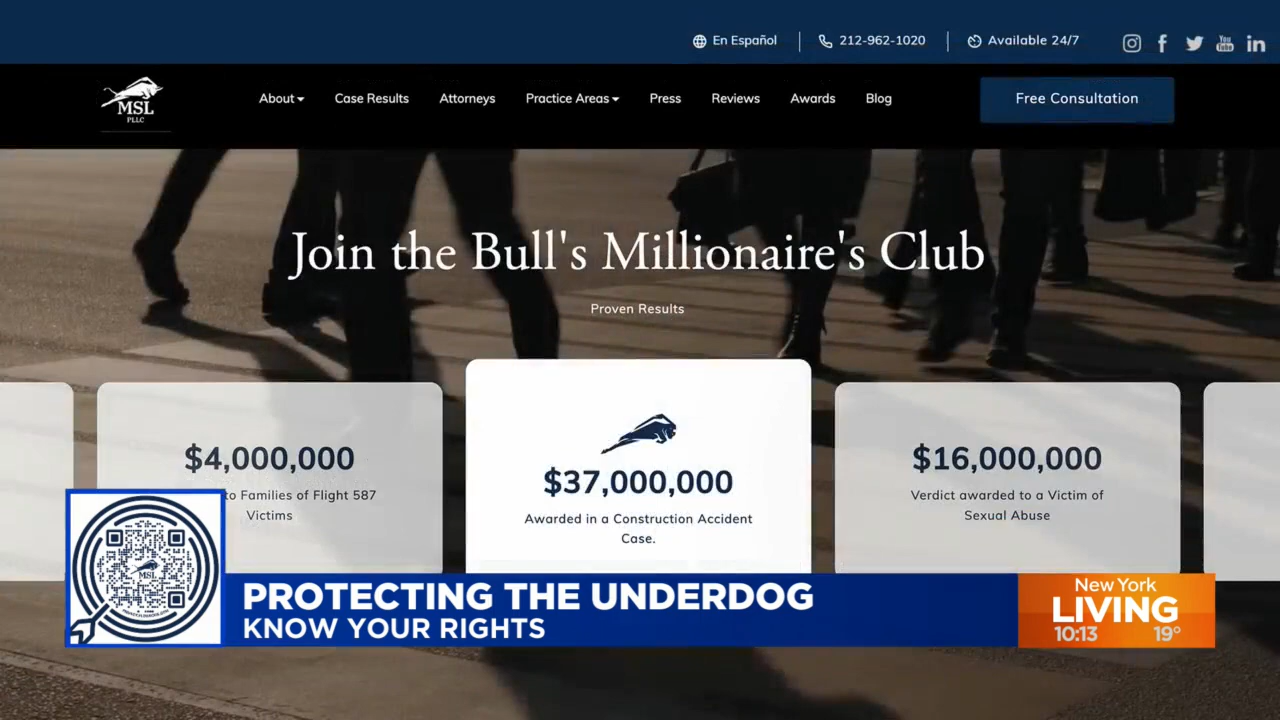 En Español
212-962-1020
Available 24/7
MSL
PLLC
About
Case Results
Attorneys
Practice Areas
Press
Reviews
Awards
Blog
Free Consultation
Join the Bull's Millionaire's Club
Proven Results
$4,000,000
to Families of Flight 587
Victims
$37,000,000
Awarded in a Construction Accident
Case.
$16,000,000
Verdict awarded to a Victim of
Sexual Abuse
MSL
PROTECTING THE UNDERDOG
KNOW YOUR RIGHTS
New York
LIVING
10:13 19°